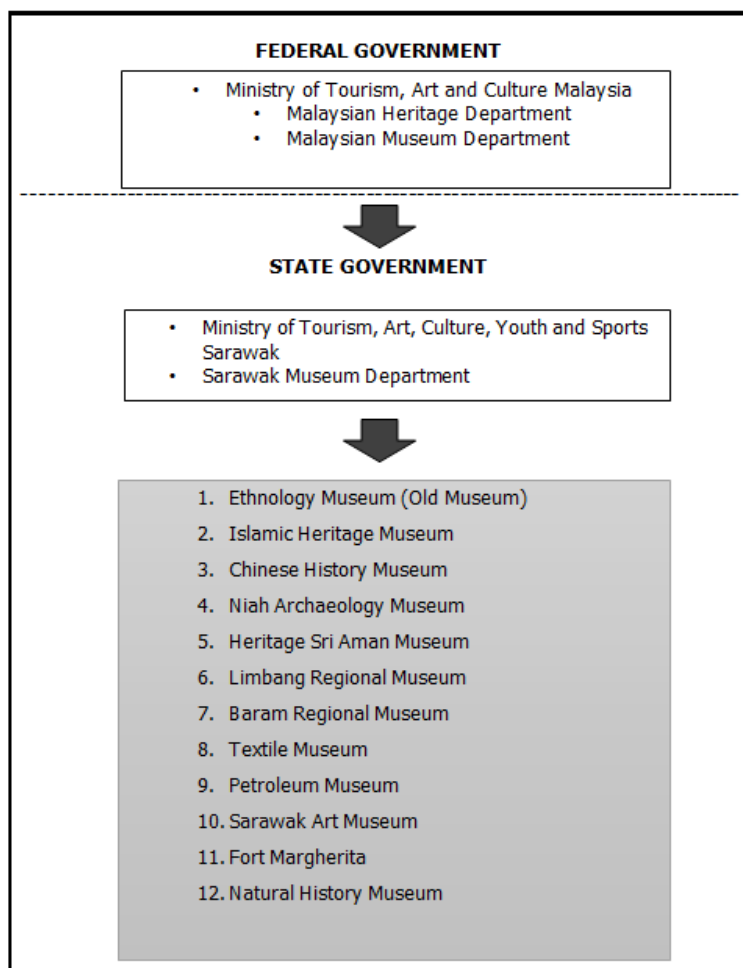 FEDERAL GOVERNMENT
• Ministry of Tourism, Art and Culture Malaysia
• Malaysian Heritage Department
• Malaysian Museum Department
STATE GOVERNMENT
• Ministry of Tourism, Art, Culture, Youth and Sports
Sarawak
• Sarawak Museum Department
1. Ethnology Museum (Old Museum)
2. Islamic Heritage Museum
3. Chinese History Museum
4. Niah Archaeology Museum
5. Heritage Sri Aman Museum
6. Limbang Regional Museum
7. Baram Regional Museum
8. Textile Museum
9. Petroleum Museum
10. Sarawak Art Museum
11. Fort Margherita
12. Natural History Museum